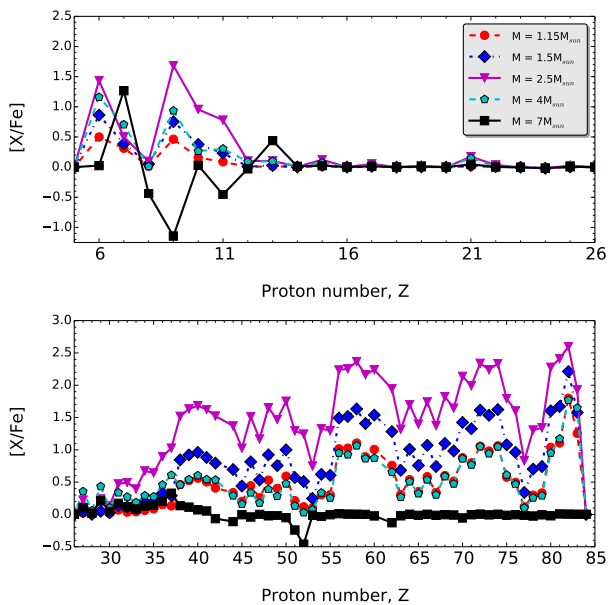 2.5
2.0
1.5
1.0
0.5
0.0
−0.5
−1.0
[X/Fe]
M = 1.15M_sun
M = 1.5M_sun
M = 2.5M_sun
M = 4M_sun
M = 7M_sun
6 11 16 21 26
Proton number, Z
3.0
2.5
2.0
1.5
1.0
0.5
0.0
−0.5
[X/Fe]
30 35 40 45 50 55 60 65 70 75 80 85
Proton number, Z